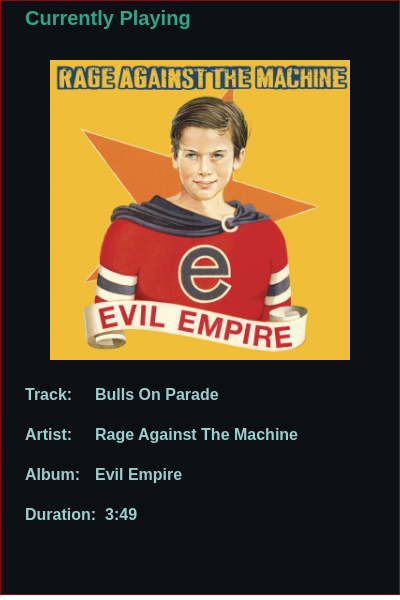 Currently Playing
RAGE AGAINST THE MACHINE
e
EVIL EMPIRE
Track: Bulls On Parade
Artist: Rage Against The Machine
Album: Evil Empire
Duration: 3:49